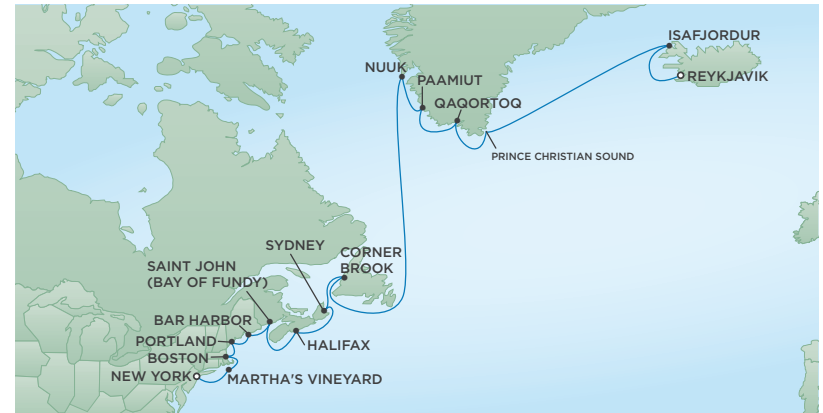 ISAFJORDUR
NUUK
REYKJAVIK
PAAMIUT
QAQORTOQ
PRINCE CHRISTIAN SOUND
SYDNEY
CORNER
BROOK
SAINT JOHN
(BAY OF FUNDY)
BAR HARBOR
PORTLAND
HALIFAX
BOSTON
NEW YORK
MARTHA'S VINEYARD